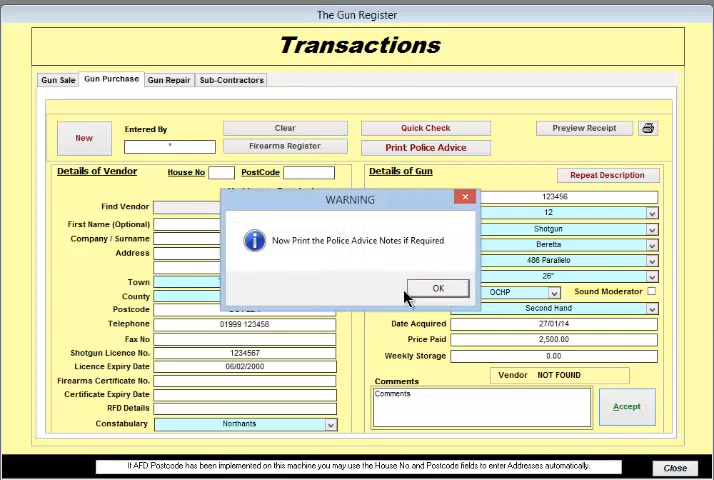 The Gun Register
Transactions
Gun Sale Gun Purchase Gun Repair Sub-Contractors
New
Entered By
*
Clear
Firearms Register
Quick Check
Print Police Advice
Preview Receipt
Details of Vendor House No PostCode
Find Vendor
First Name (Optional)
Company / Surname
Address
Town
County
Postcode
Telephone 01999 123456
Fax No
Shotgun Licence No. 1234567
Licence Expiry Date 06/02/2000
Firearms Certificate No.
Certificate Expiry Date
RFD Details
Constabulary Northants
WARNING
Now Print the Police Advice Notes if Required
OK
Details of Gun
Repeat Description
123456
12
Shotgun
Beretta
486 Parallelo
26"
OCHP Sound Moderator
Second Hand
Date Acquired 27/01/14
Price Paid 2,500.00
Weekly Storage 0.00
Vendor NOT FOUND
Comments
Comments
Accept
If AFD Postcode has been implemented on this machine you may use the House No. and Postcode fields to enter Addresses automatically.
Close